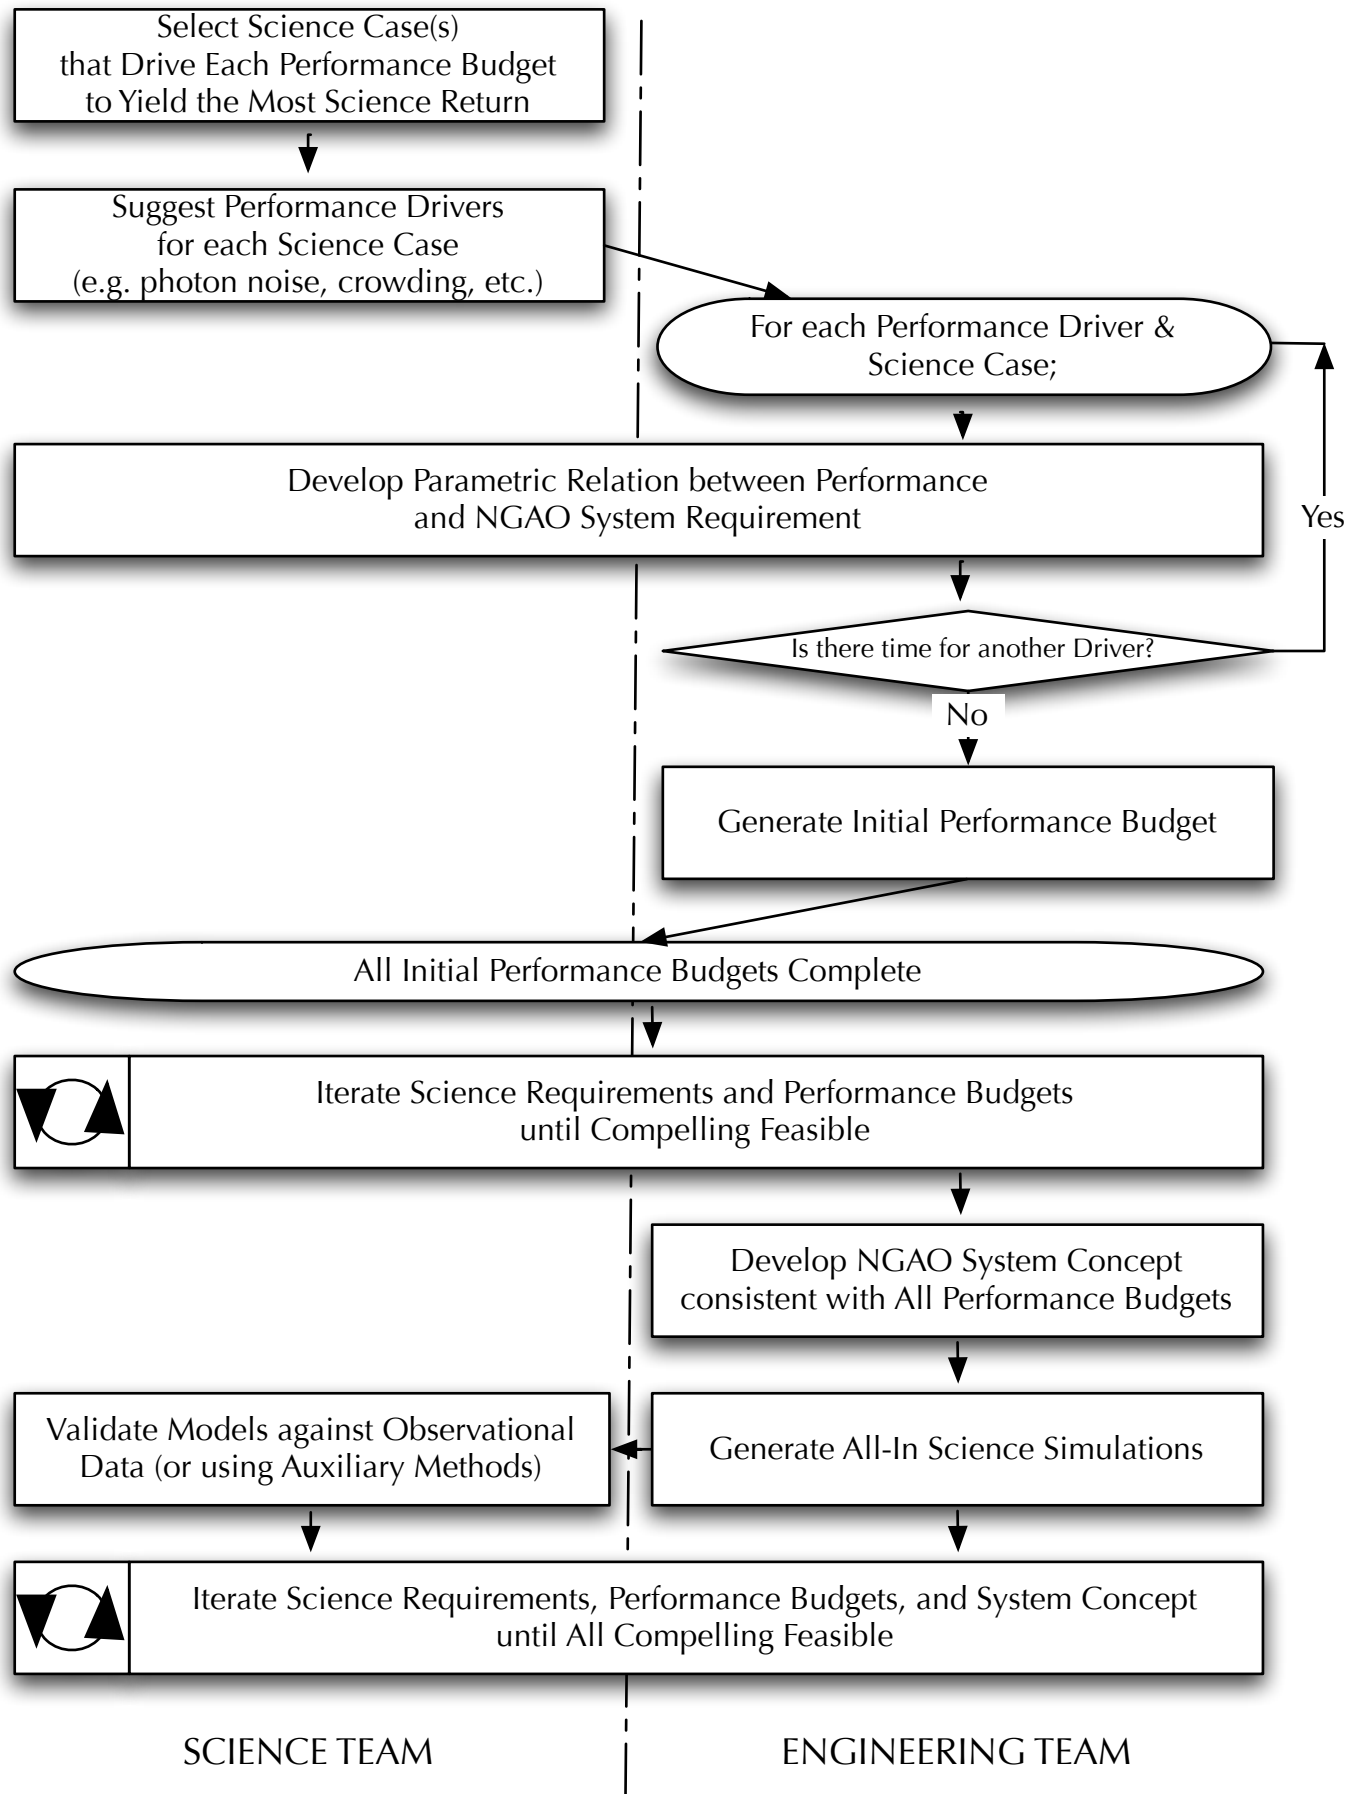 Select Science Case(s)
that Drive Each Performance Budget
to Yield the Most Science Return
Suggest Performance Drivers
for each Science Case
(e.g. photon noise, crowding, etc.)
For each Performance Driver &
Science Case;
Develop Parametric Relation between Performance
and NGAO System Requirement
Yes
Is there time for another Driver?
No
Generate Initial Performance Budget
All Initial Performance Budgets Complete
Iterate Science Requirements and Performance Budgets
until Compelling Feasible
Develop NGAO System Concept
consistent with All Performance Budgets
Validate Models against Observational
Data (or using Auxiliary Methods)
Generate All-In Science Simulations
Iterate Science Requirements, Performance Budgets, and System Concept
until All Compelling Feasible
SCIENCE TEAM
ENGINEERING TEAM